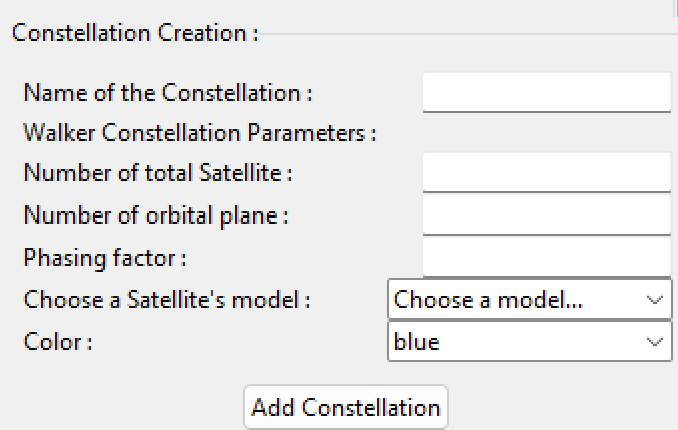 Constellation Creation :
Name of the Constellation :
Walker Constellation Parameters :
Number of total Satellite :
Number of orbital plane :
Phasing factor :
Choose a Satellite's model : Choose a model...
Color : blue
Add Constellation